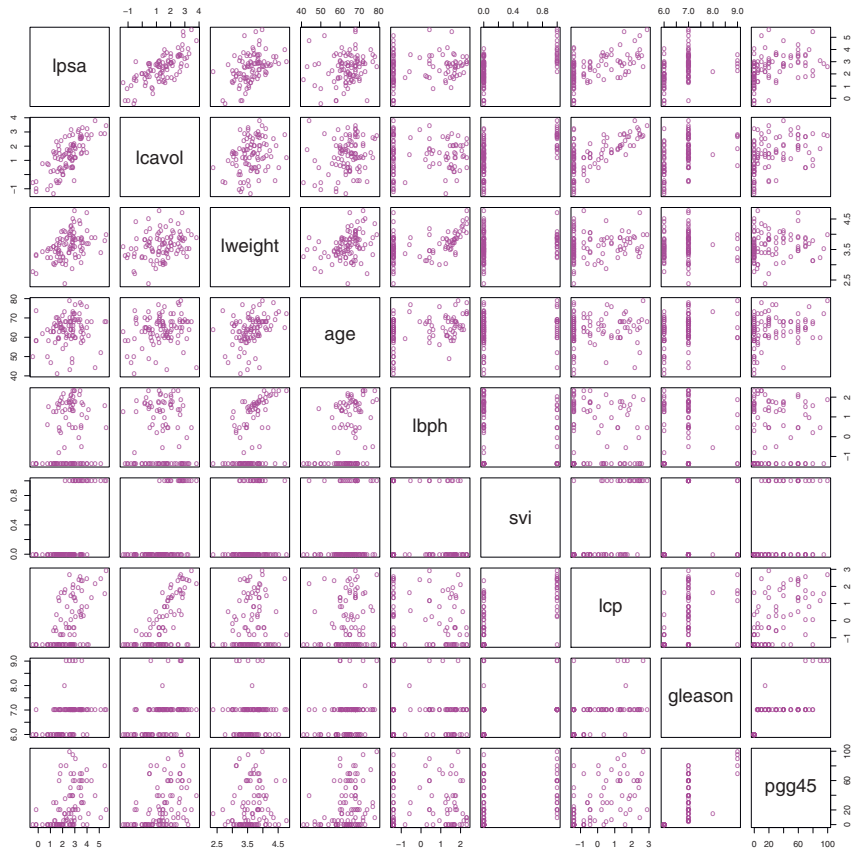 −1 1 2 3 4
40 50 60 70 80
0.0 0.4 0.8
6.0 7.0 8.0 9.0
lpsa
0 1 2 3 4 5
−1 1 2 3 4
lcavol
lweight
2.5 3.5 4.5
40 50 60 70 80
age
lbph
−1 0 1 2
0.0 0.4 0.8
svi
lcp
−1 0 1 2 3
6.0 7.0 8.0 9.0
gleason
pgg45
0 20 60 100
0 1 2 3 4 5
2.5 3.5 4.5
−1 0 1 2
−1 0 1 2 3
0 20 60 100